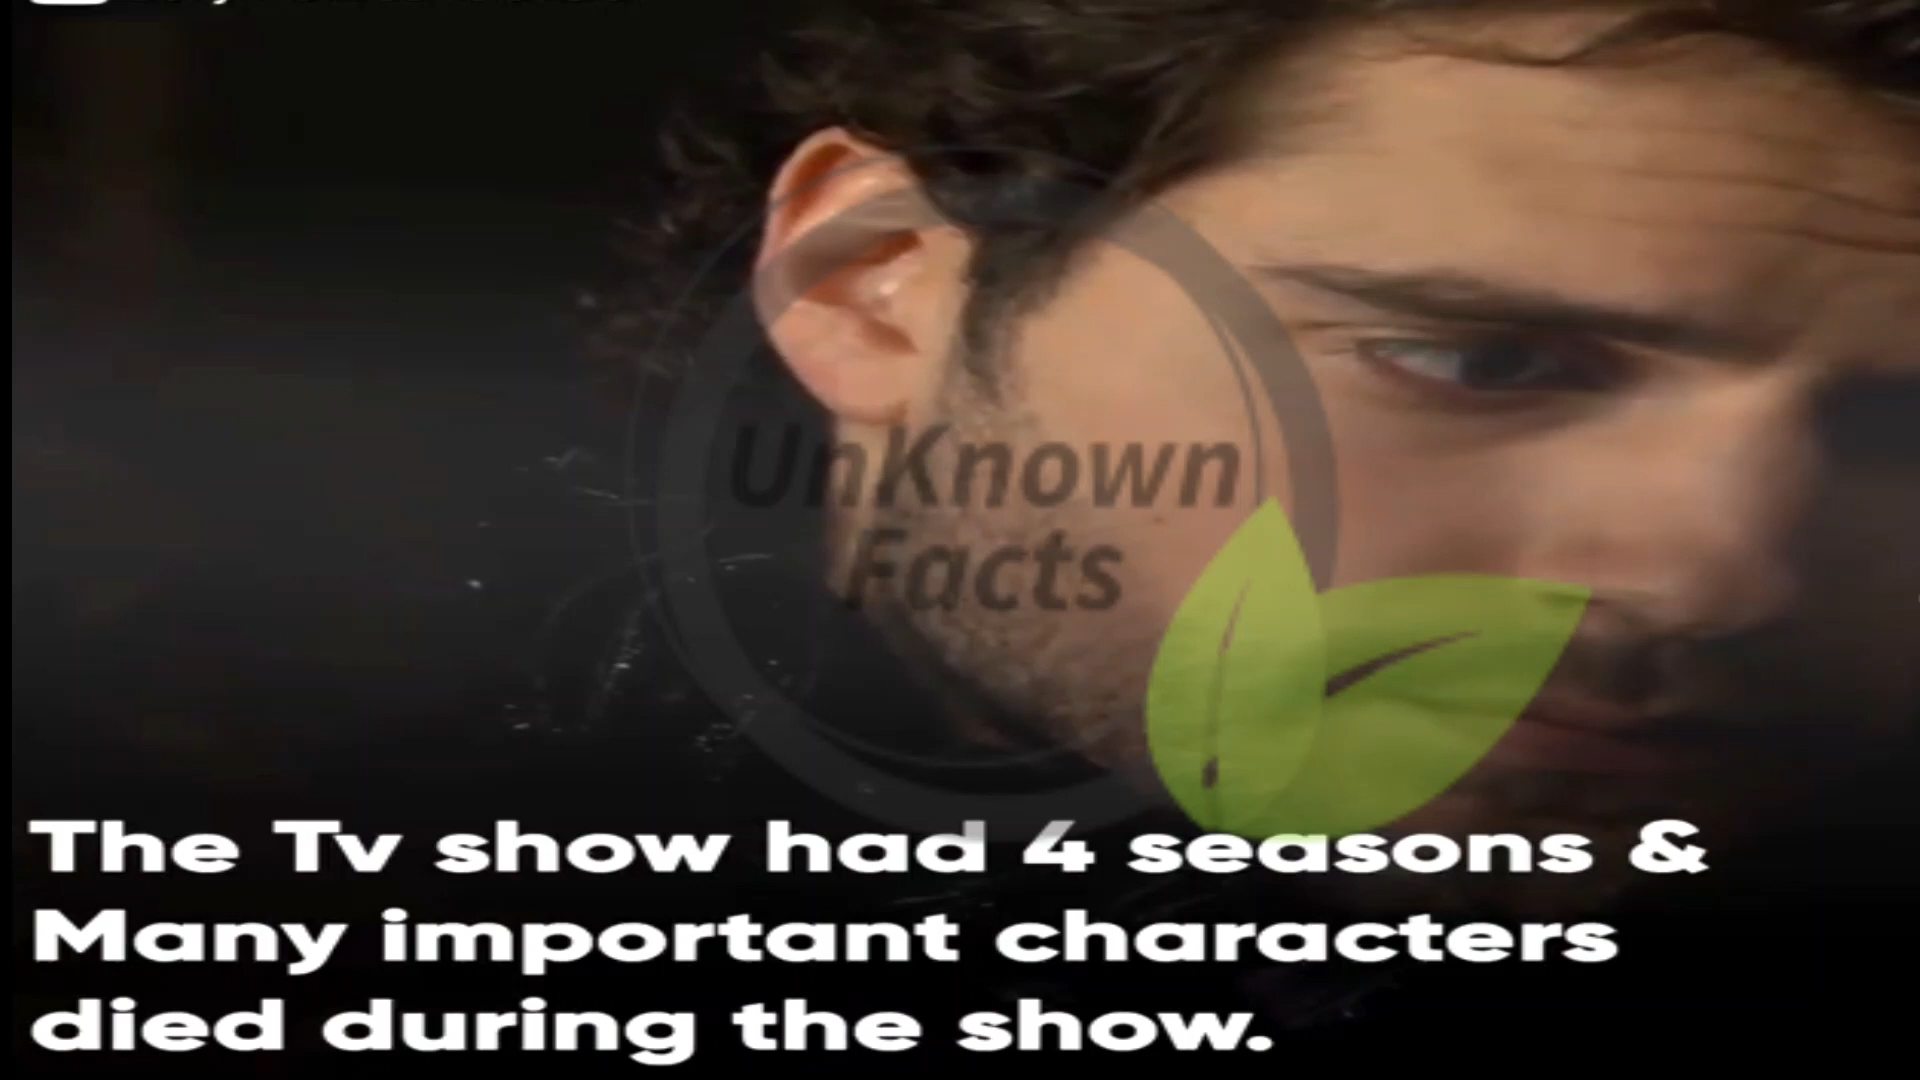 UnKnown
Facts
The Tv show had 4 seasons &
Many important characters
died during the show.